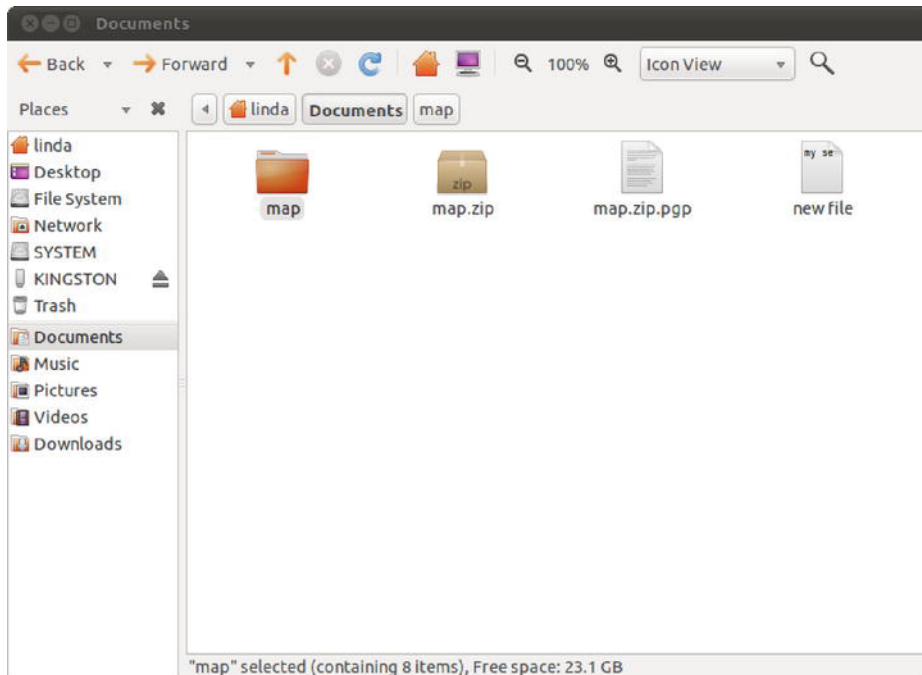 Documents
Back Forward 100% Icon View
Places linda Documents map
linda
Desktop
File System
Network
SYSTEM
KINGSTON
Trash
Documents
Music
Pictures
Videos
Downloads
zip
my se
map map.zip map.zip.pgp new file
"map" selected (containing 8 items), Free space: 23.1 GB